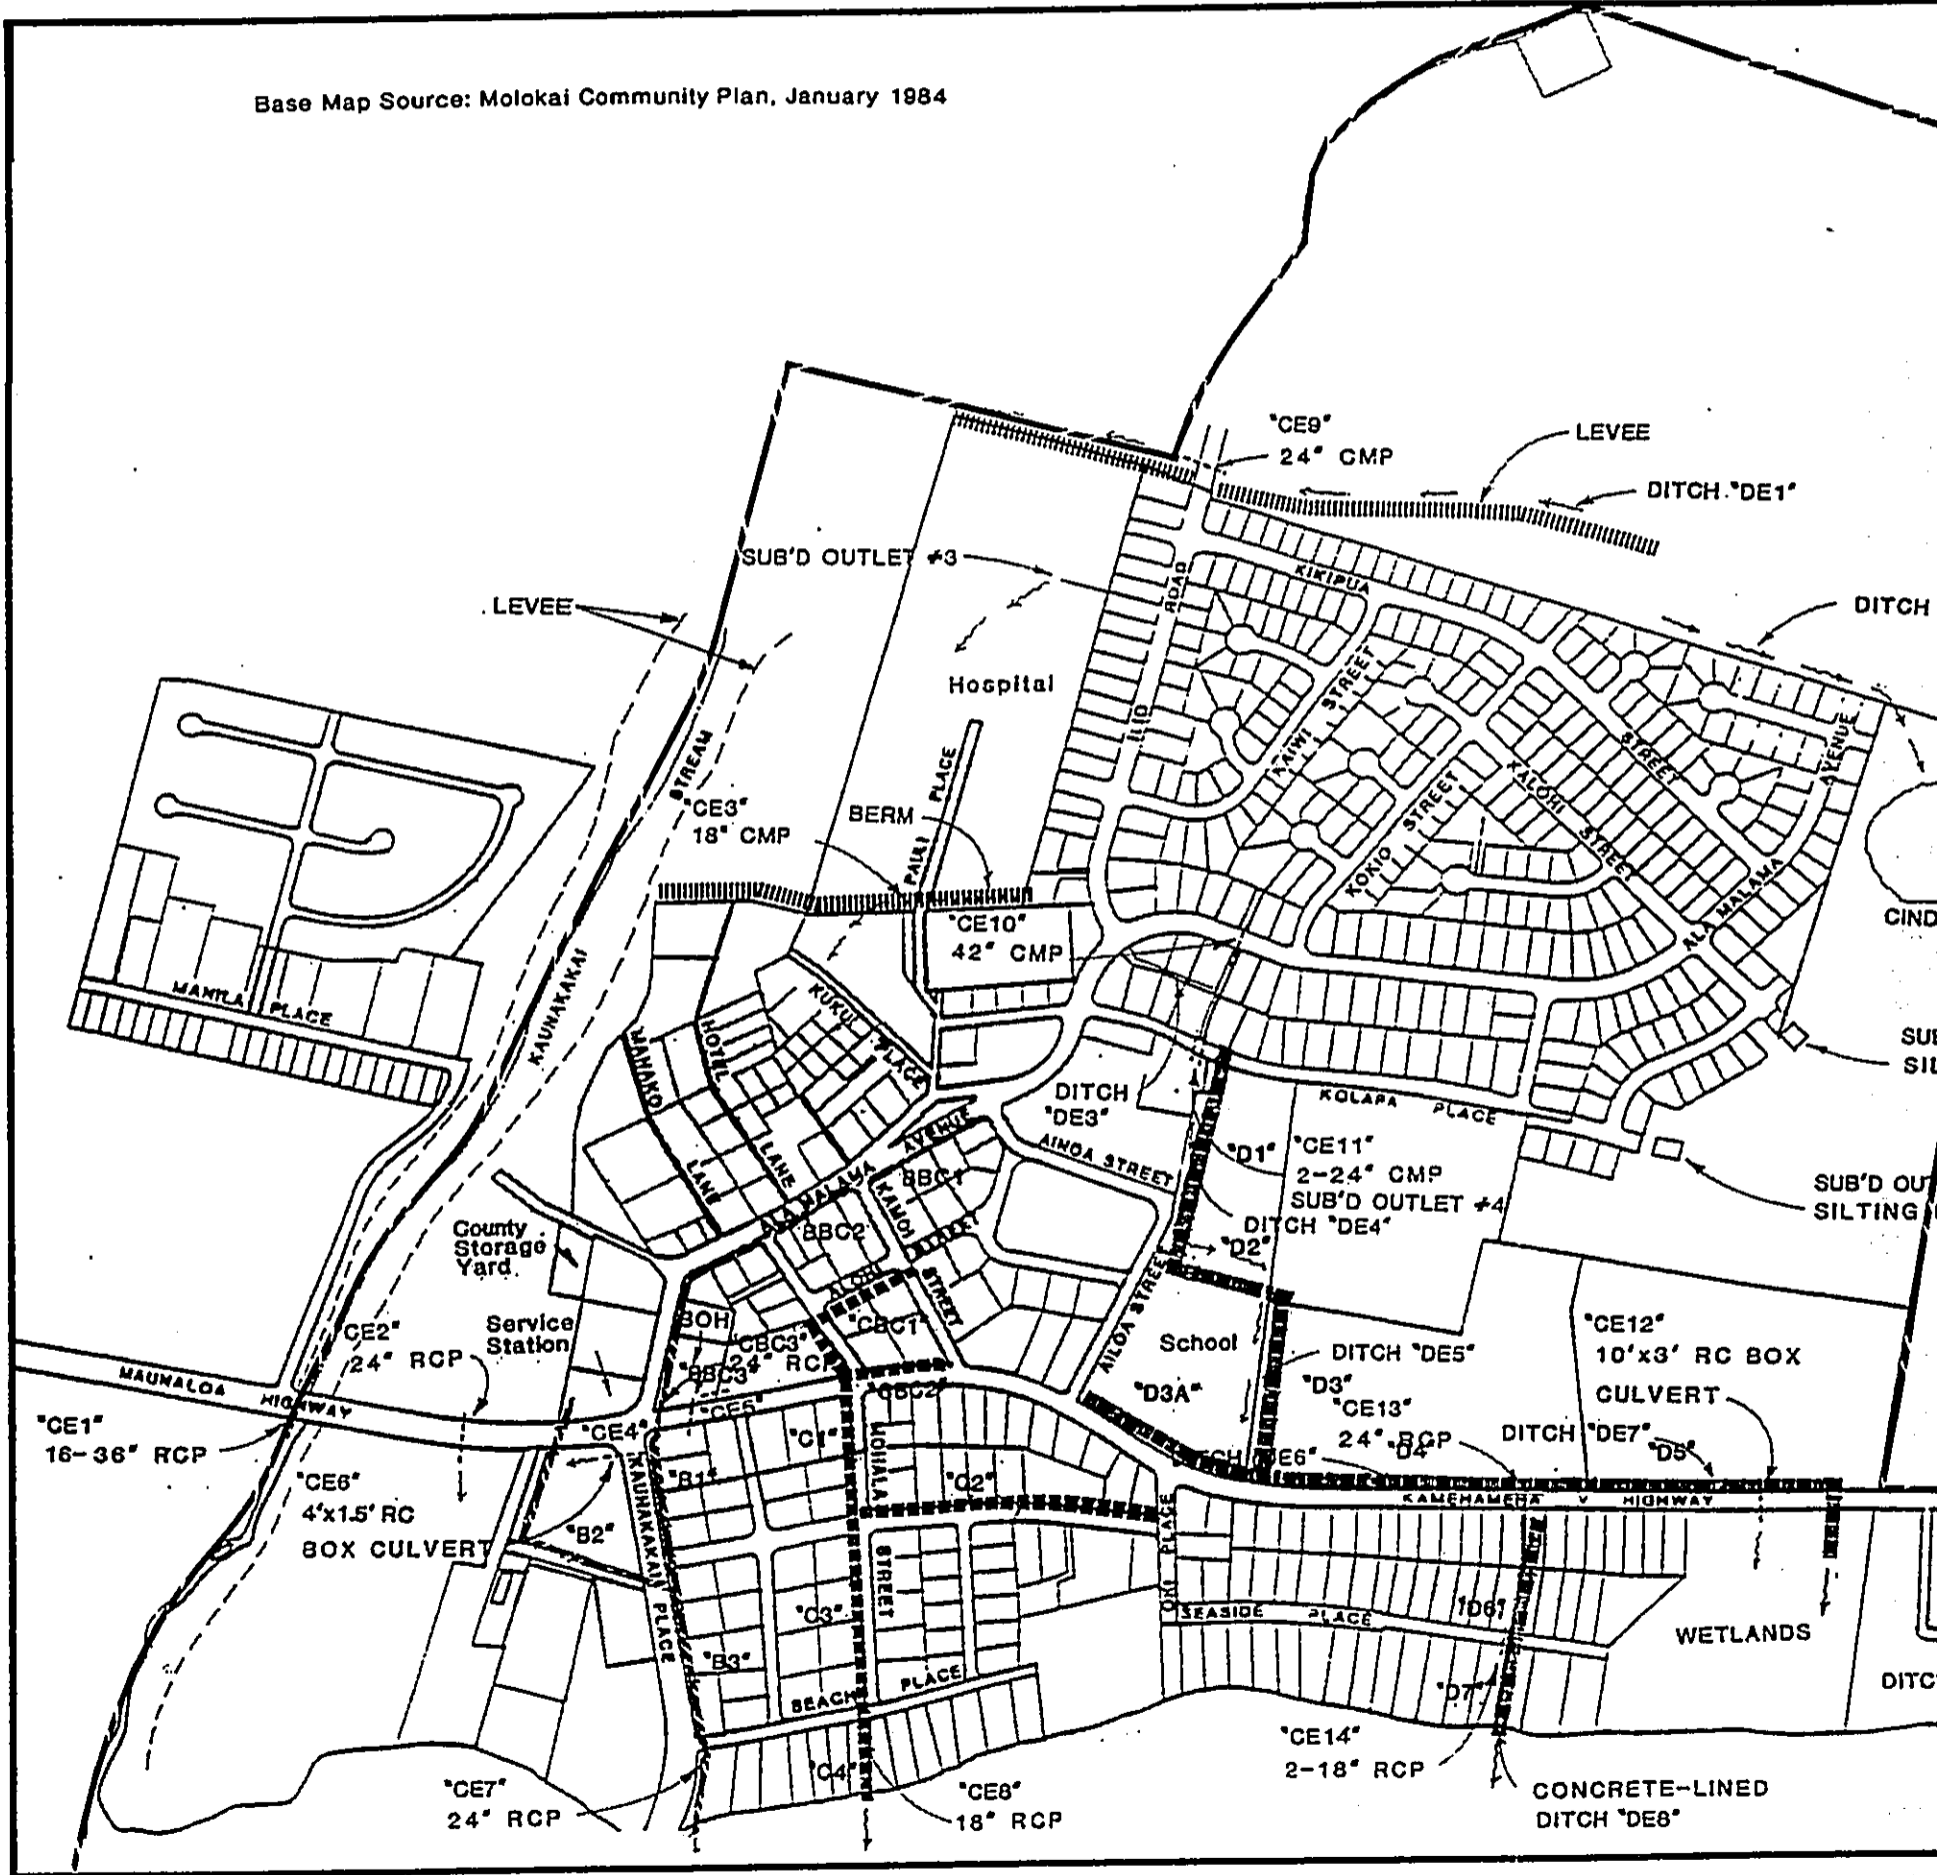 Base Map Source: Molokai Community Plan, January 1984
"CE9"
24" CMP
LEVEE
DITCH "DE1"
SUB'D OUTLET #3
KIKIPUA
STREET
ROAD
ILIO
LEVEE
DITCH
Hospital
KAIWI STREET
AVENUE
STREAM
KAUNAKAKAI
"CE3"
18" CMP
BERM
PLACE
KOKIO STREET
KALOHI STREET
ALA MALAMA
"CE10"
42" CMP
CIND
MANILA PLACE
KUKUI PLACE
HOTEL LANE
LANE
DITCH
"DE3"
KOLAPA PLACE
SUB
SIL
AVENUE
ALA MALAMA
AINOA STREET
"D1"
"CE11"
2-24" CMP
SUB'D OUTLET #4
DITCH "DE4"
"D2"
SUB'D OUT
SILTING
BBC1
BBC2
KAMOI STREET
STREET
County
Storage
Yard
Service
Station
BOH
"CBC3"
24" RCP
"CBC1"
"BBC3"
"CBC2"
"CE5"
"CE4"
"CE2"
24" RCP
MAUNALOA HIGHWAY
"CE1"
16-36" RCP
AILOA STREET
School
DITCH "DE5"
"D3"
"D3A"
"CE12"
10'x3' RC BOX
CULVERT
"CE13"
24" RCP
"D4"
DITCH "DE7"
"D5"
KAMEHAMEHA V HIGHWAY
"CE6"
4'x1.5' RC
BOX CULVERT
"B1"
"B2"
"B3"
KAUNAKAKAI PLACE
"C1"
"C2"
"C3"
"C4"
MOHALA STREET
BEACH PLACE
OKI PLACE
SEASIDE PLACE
"D6"
"D7"
WETLANDS
DITC
"CE7"
24" RCP
"CE8"
18" RCP
"CE14"
2-18" RCP
CONCRETE-LINED
DITCH "DE8"